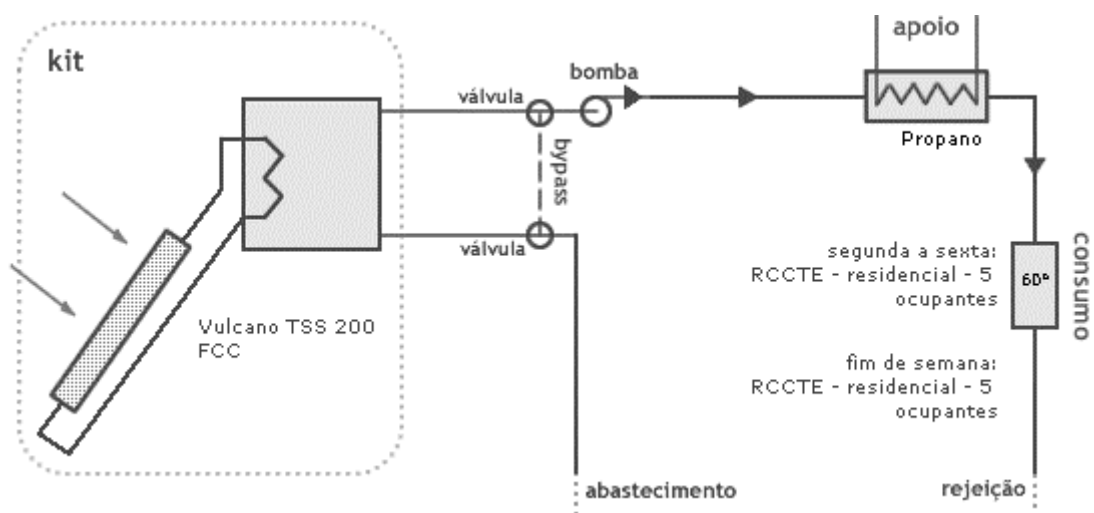 kit
apoio
bomba
válvula
Propano
bypass
válvula
Vulcano TSS 200
FCC
segunda a sexta:
RCCTE - residencial - 5
ocupantes
60º
consumo
fim de semana:
RCCTE - residencial - 5
ocupantes
abastecimento
rejeição